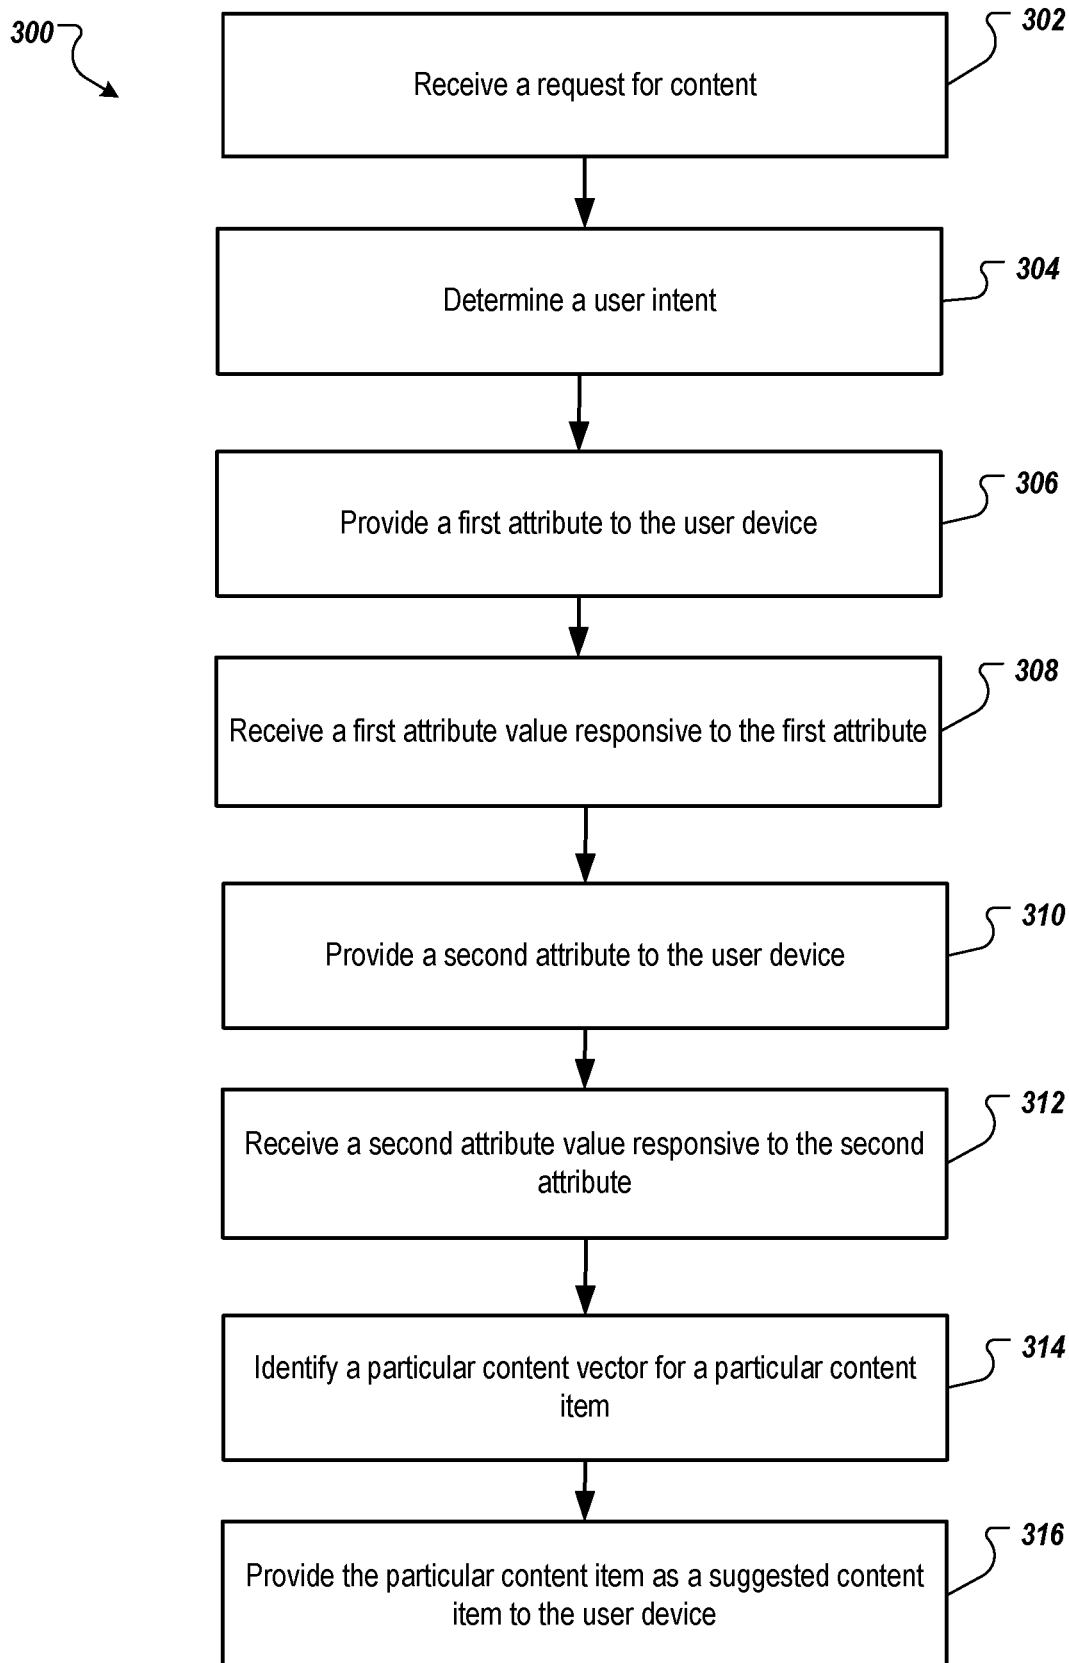 300
302
Receive a request for content
304
Determine a user intent
306
Provide a first attribute to the user device
308
Receive a first attribute value responsive to the first attribute
310
Provide a second attribute to the user device
312
Receive a second attribute value responsive to the second
attribute
314
Identify a particular content vector for a particular content
item
316
Provide the particular content item as a suggested content
item to the user device